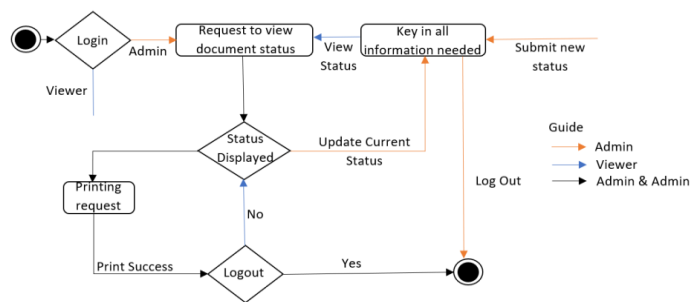 Login
Admin
Viewer
Request to view
document status
View
Status
Key in all
information needed
Submit new
status
Status
Displayed
Update Current
Status
Printing
request
No
Print Success
Logout
Yes
Log Out
Guide
Admin
Viewer
Admin & Admin